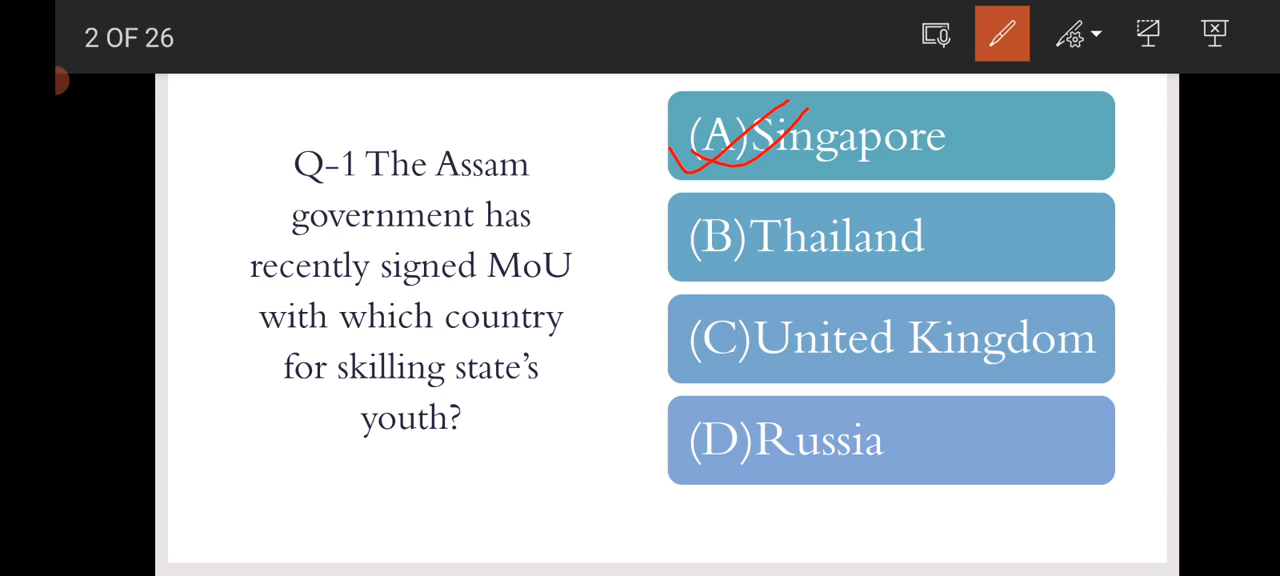 2 OF 26
Q-1 The Assam
government has
recently signed MoU
with which country
for skilling state's
youth?
(A)Singapore
(B)Thailand
(C)United Kingdom
(D)Russia